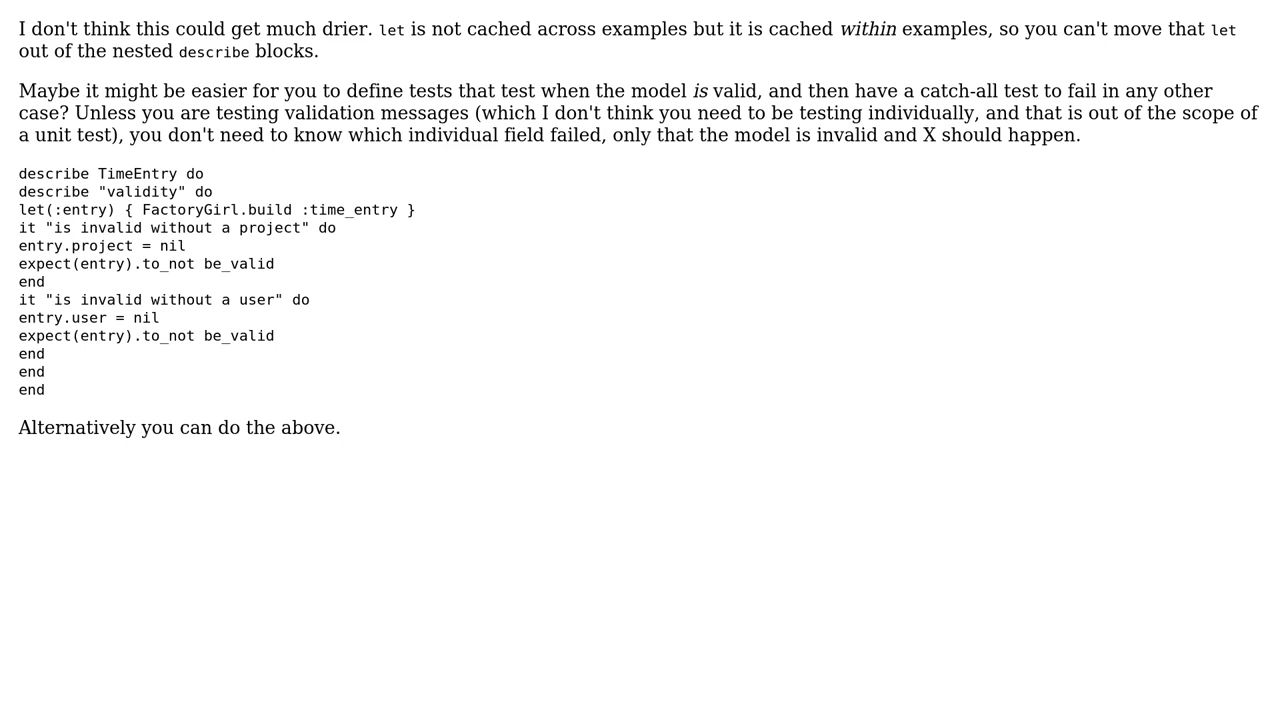 I don't think this could get much drier. let is not cached across examples but it is cached within examples, so you can't move that let
out of the nested describe blocks.
Maybe it might be easier for you to define tests that test when the model is valid, and then have a catch-all test to fail in any other
case? Unless you are testing validation messages (which I don't think you need to be testing individually, and that is out of the scope of
a unit test), you don't need to know which individual field failed, only that the model is invalid and X should happen.
describe TimeEntry do
describe "validity" do
let(:entry) { FactoryGirl.build :time_entry }
it "is invalid without a project" do
entry.project = nil
expect(entry).to_not be_valid
end
it "is invalid without a user" do
entry.user = nil
expect(entry).to_not be_valid
end
end
end
Alternatively you can do the above.